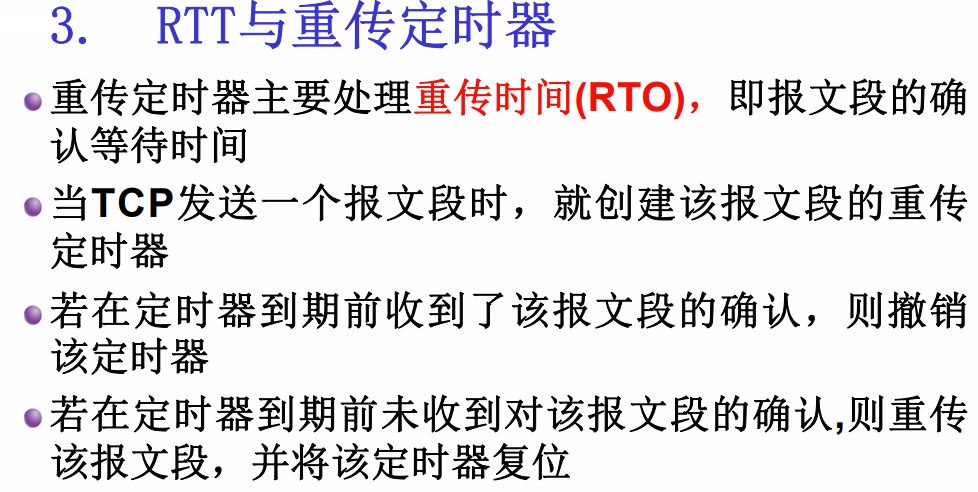 3. RTT与重传定时器
重传定时器主要处理重传时间(RTO)，即报文段的确
认等待时间
当TCP发送一个报文段时，就创建该报文段的重传
定时器
若在定时器到期前收到了该报文段的确认，则撤销
该定时器
若在定时器到期前未收到对该报文段的确认,则重传
该报文段，并将该定时器复位